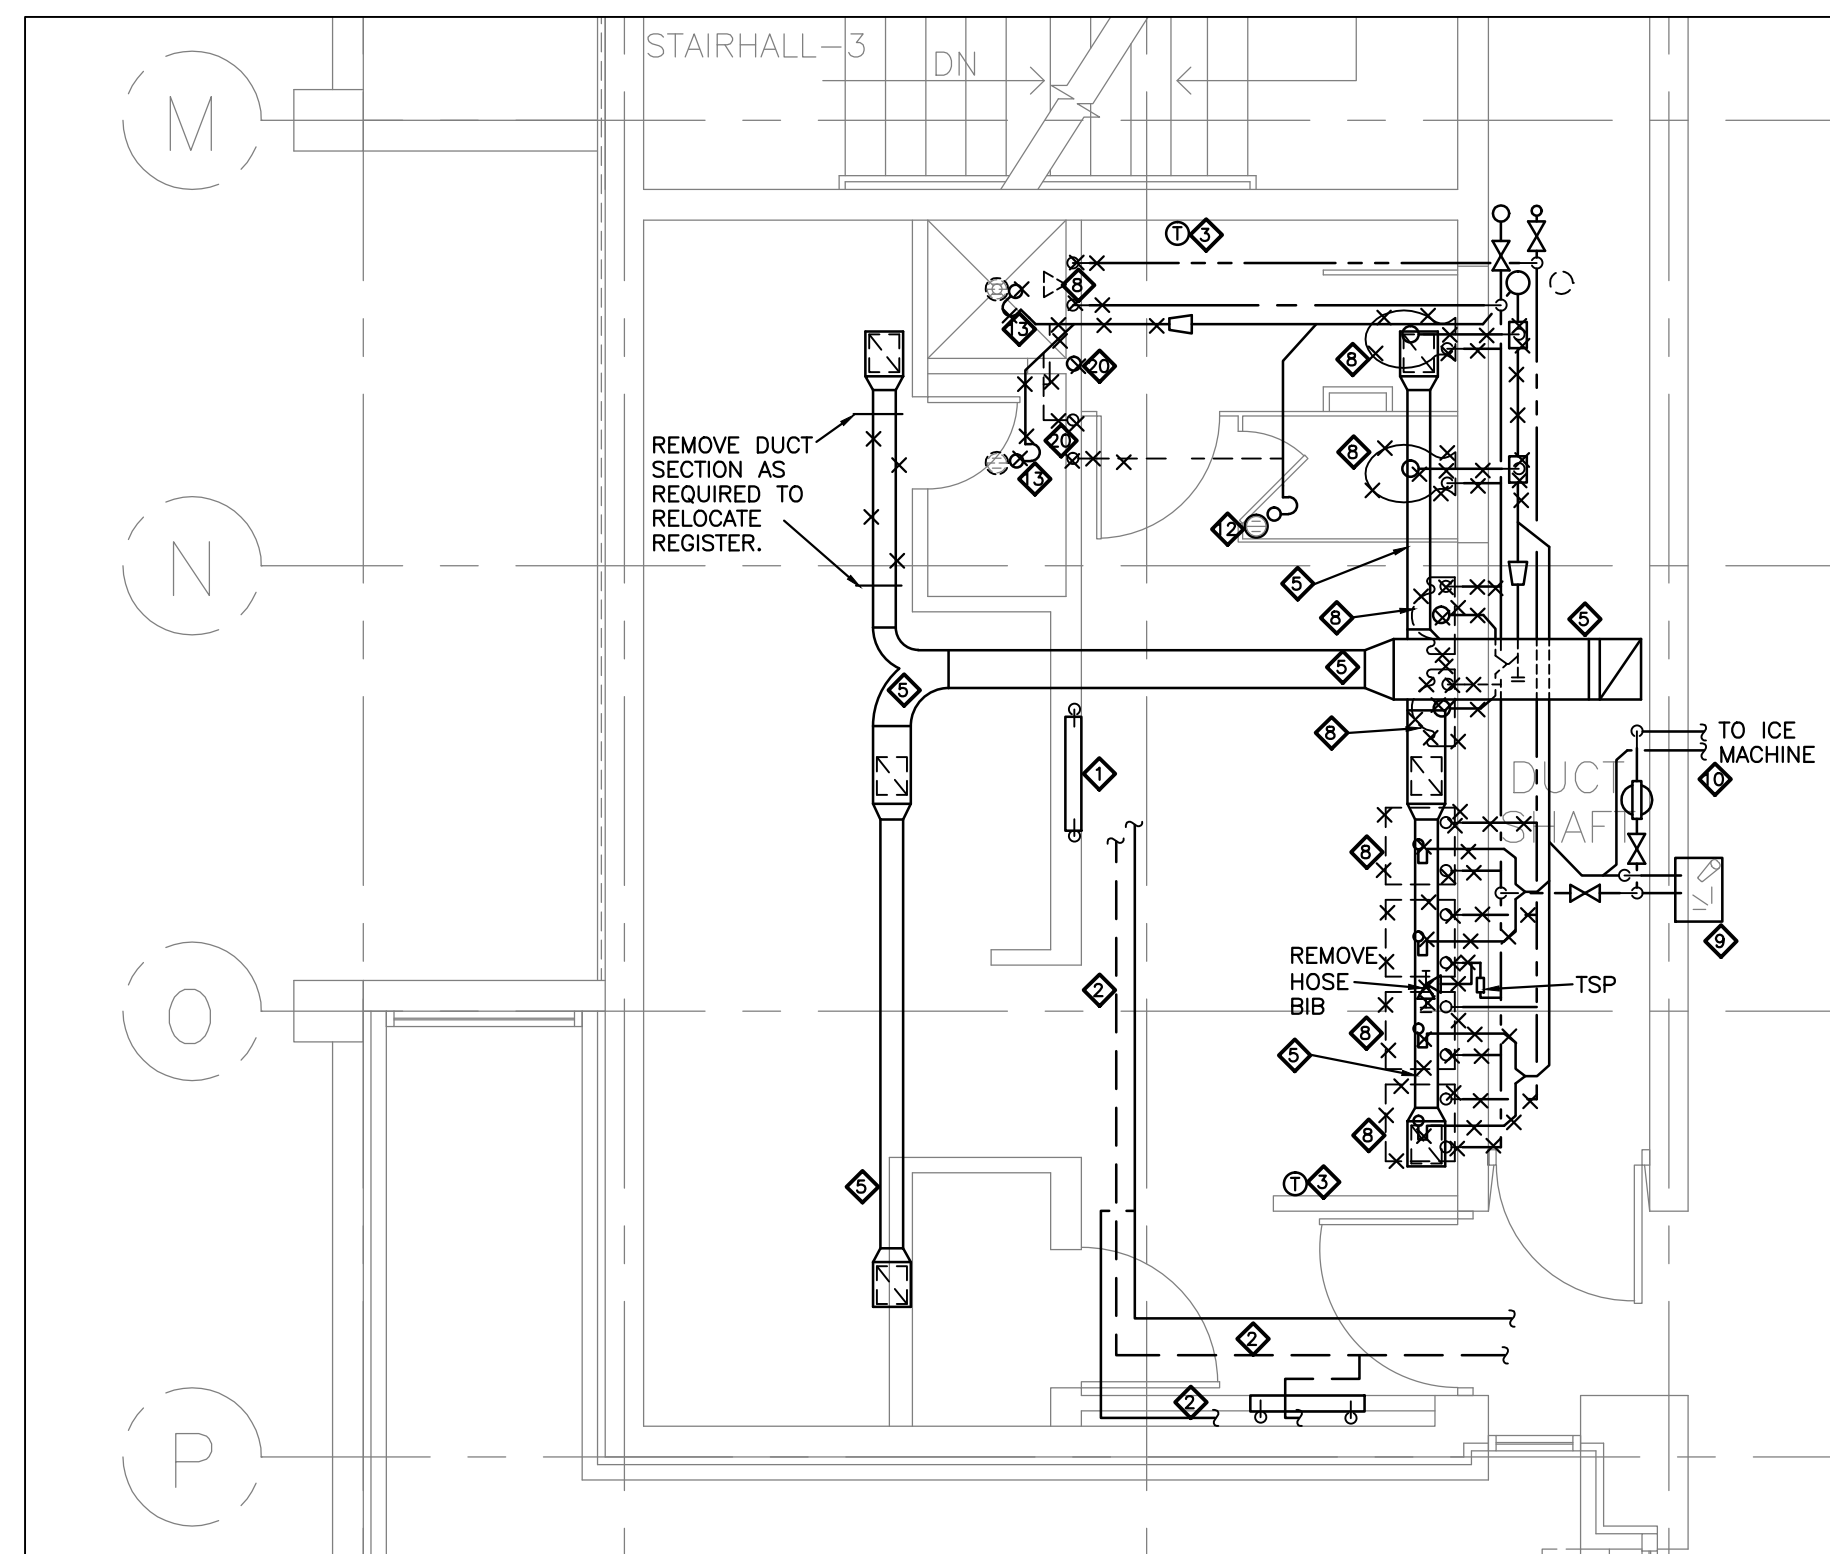 STAIRHALL-3
DN
M
T
3
8
13
8
20
REMOVE DUCT
SECTION AS
REQUIRED TO
RELOCATE
REGISTER.
20
8
13
12
N
5
8
5
5
5
8
1
TO ICE
MACHINE
10
DUCT
SHAFT
8
9
REMOVE
HOSE
BIB
TSP
2
O
8
5
8
T
3
5
2
2
P